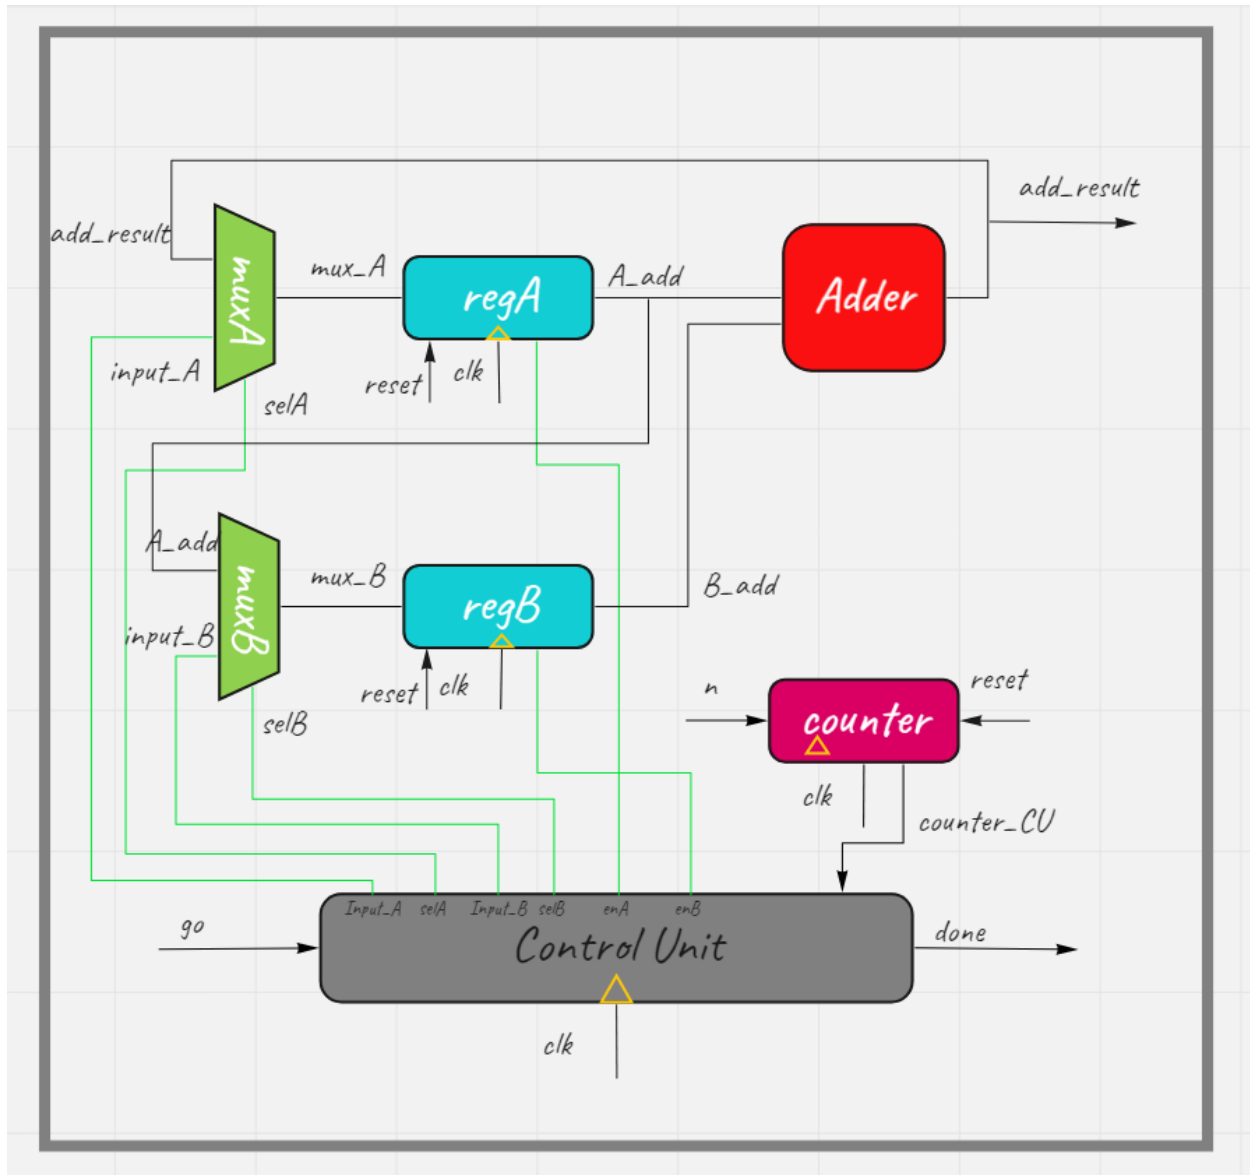 add_result
add_result
muxA
mux_A
regA
A_add
Adder
input_A
reset
clk
selA
A_add
muxB
mux_B
regB
B_add
input_B
reset
clk
selB
n
counter
reset
clk
counter_CU
Input_A selA Input_B selB enA enB
go
Control Unit
done
clk